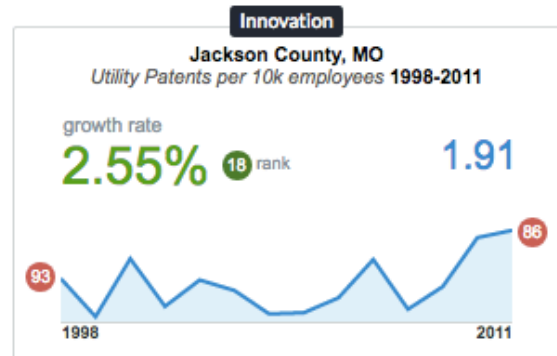 Innovation
Jackson County, MO
Utility Patents per 10k employees 1998-2011
growth rate
2.55% 18 rank 1.91
93
86
1998 2011